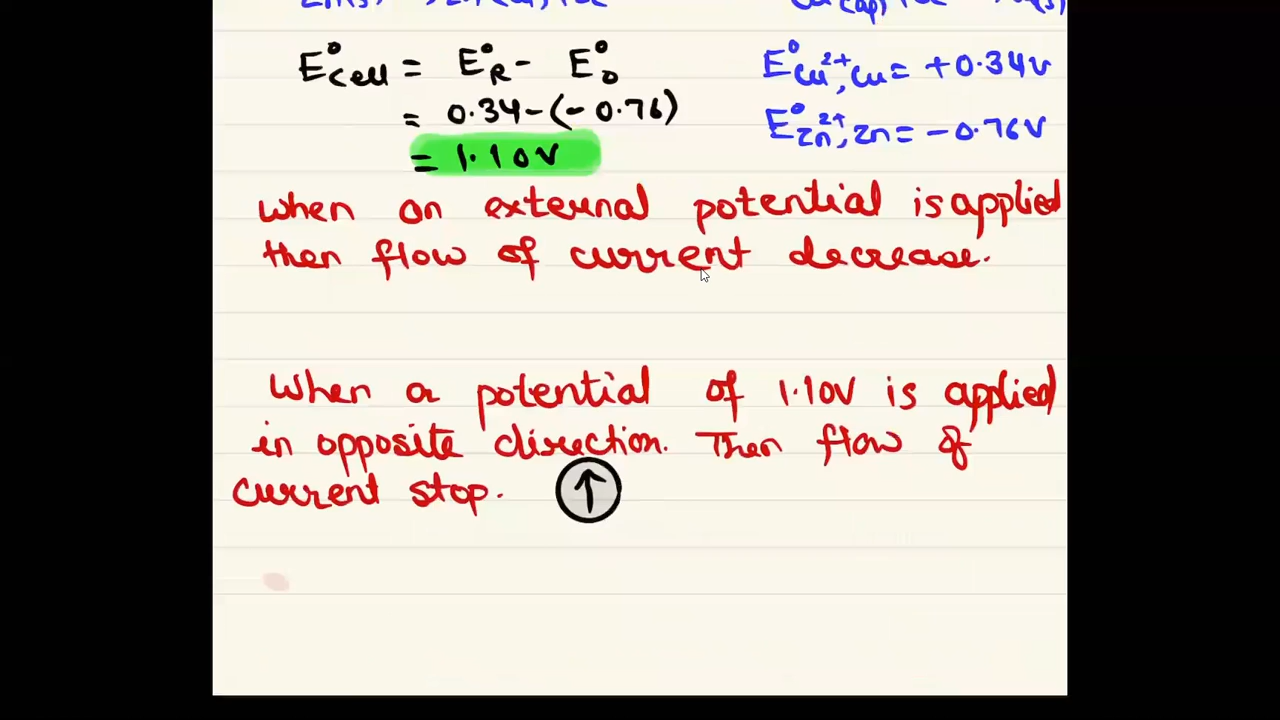 E°cell = E°R - E°O
= 0.34 - (- 0.76)
= 1.10V
E°Cu²⁺, Cu = +0.34V
E°Zn²⁺, Zn = - 0.76V
When an external potential is applied
then flow of current decrease.
When a potential of 1.10V is applied
in opposite direction. Then flow of
current stop. ↑